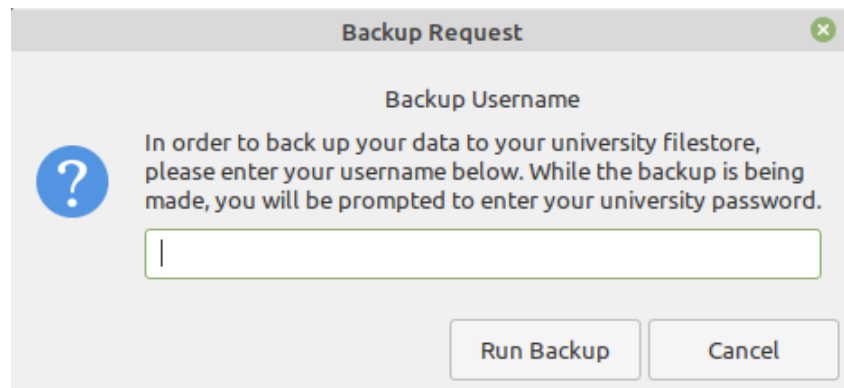 Backup Request
Backup Username
In order to back up your data to your university filestore,
please enter your username below. While the backup is being
made, you will be prompted to enter your university password.
Run Backup
Cancel